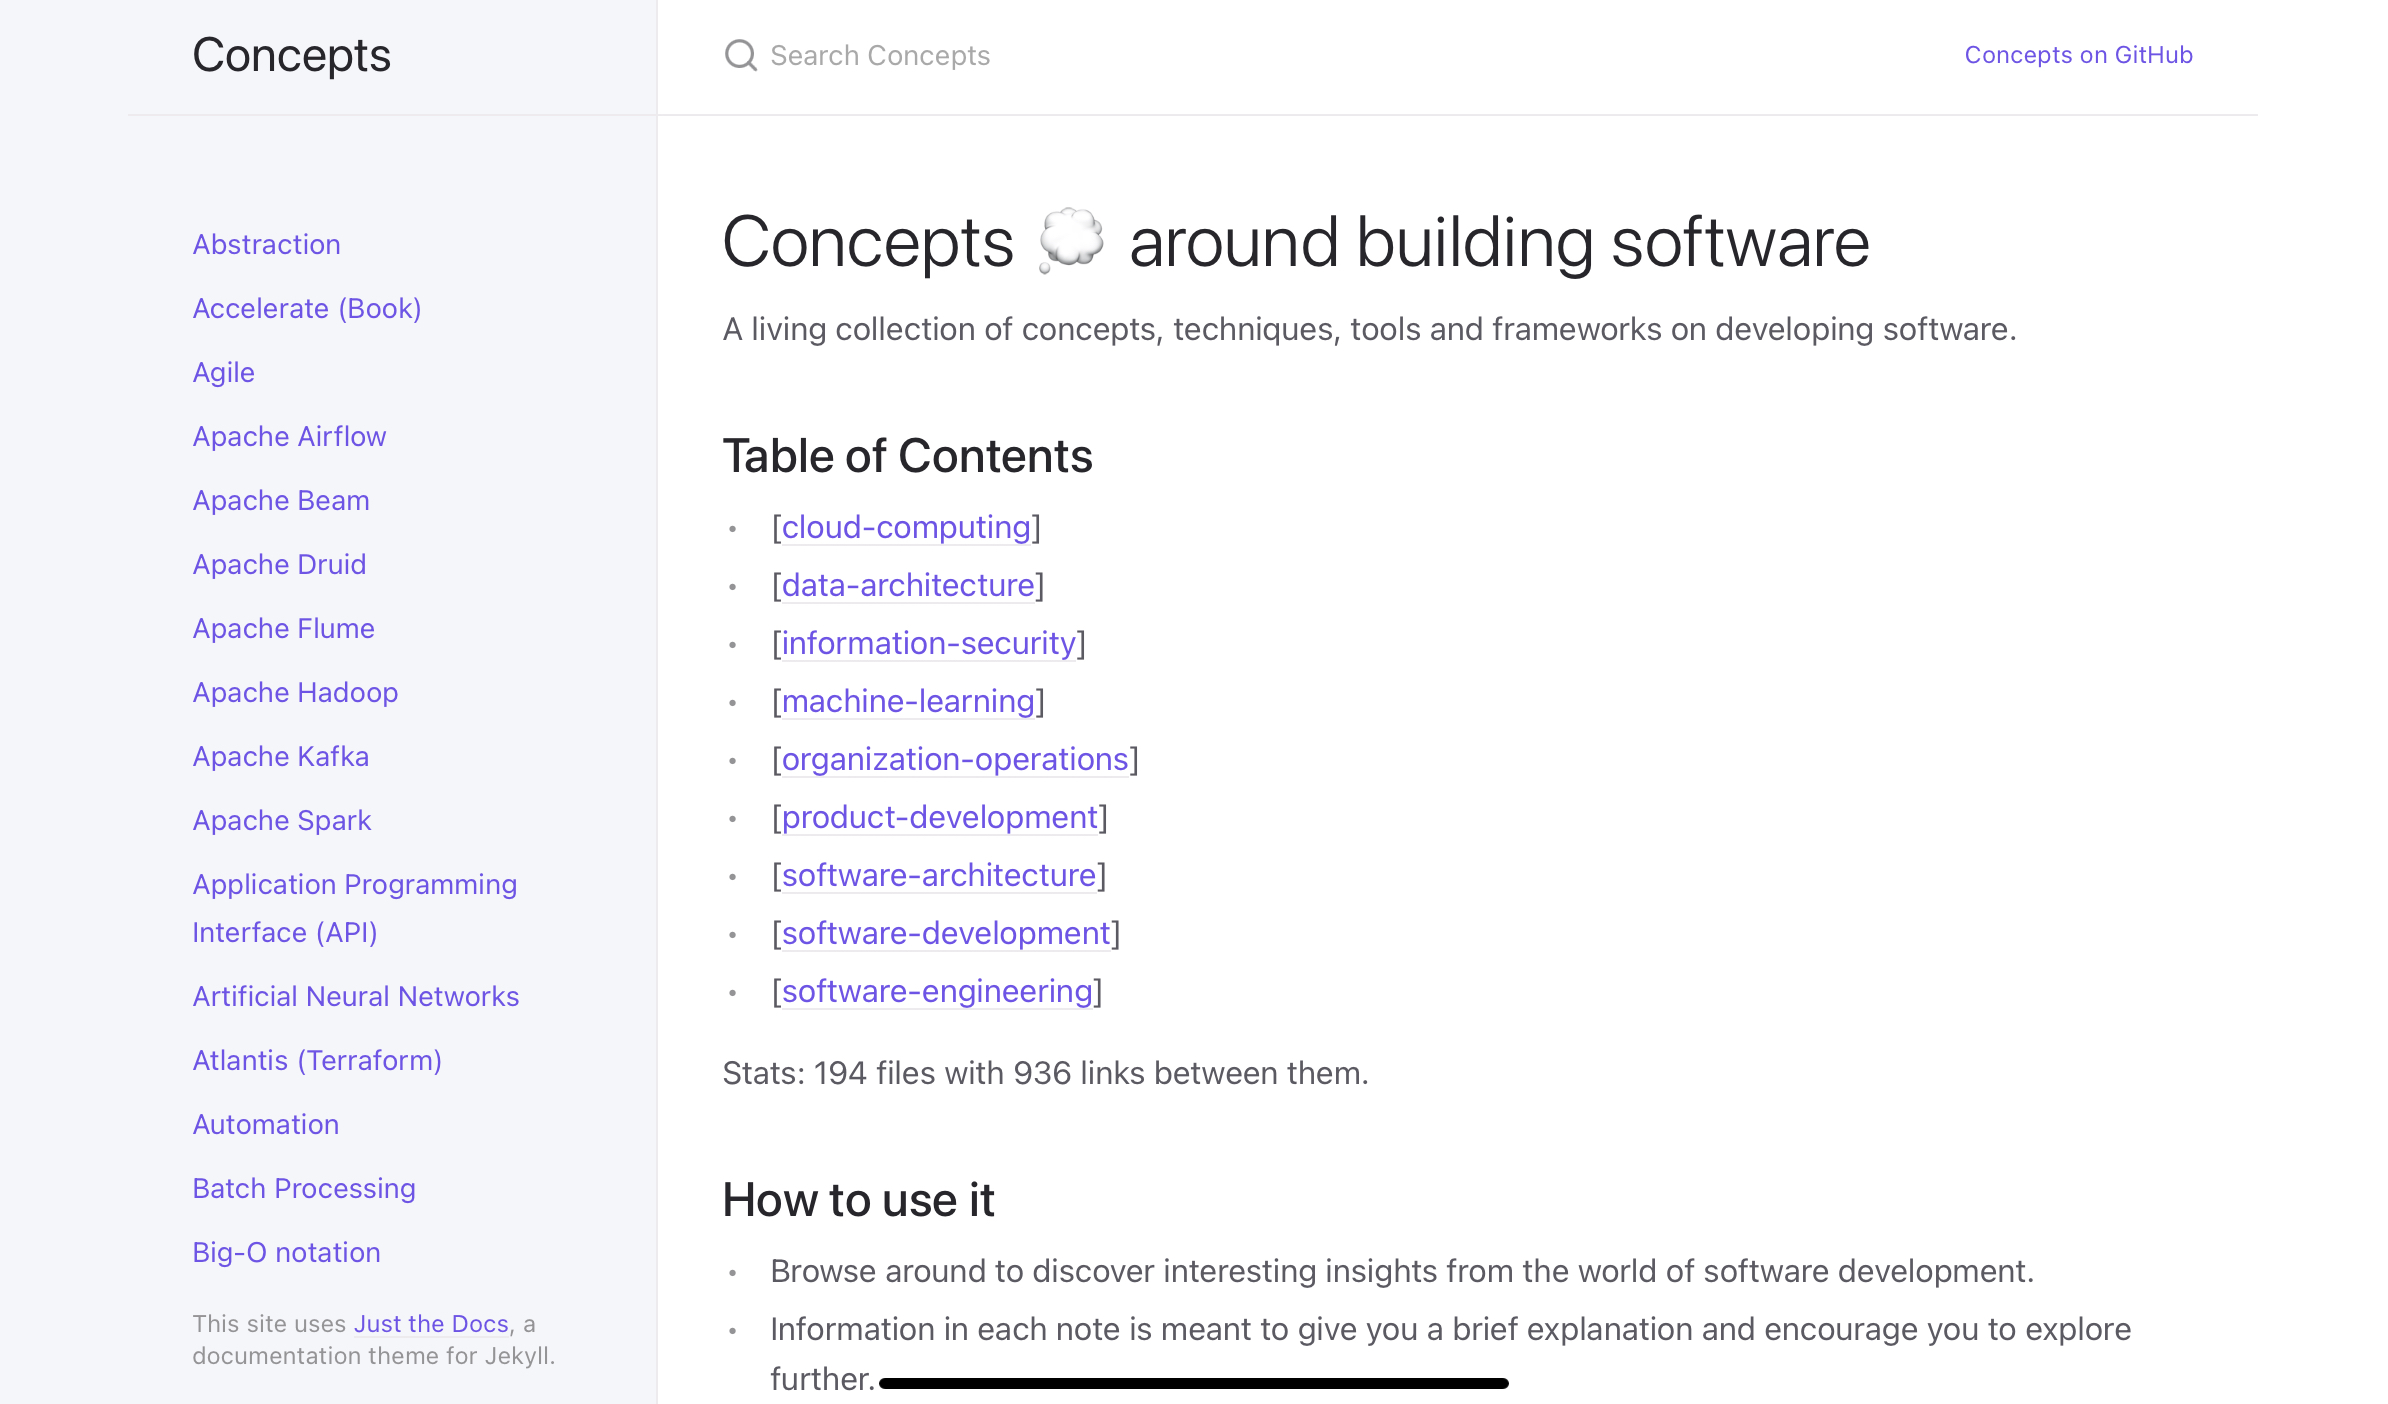 Concepts
Search Concepts
Concepts on GitHub
Abstraction
Accelerate (Book)
Agile
Apache Airflow
Apache Beam
Apache Druid
Apache Flume
Apache Hadoop
Apache Kafka
Apache Spark
Application Programming
Interface (API)
Artificial Neural Networks
Atlantis (Terraform)
Automation
Batch Processing
Big-O notation
This site uses Just the Docs, a
documentation theme for Jekyll.
Concepts 💭 around building software
A living collection of concepts, techniques, tools and frameworks on developing software.
Table of Contents
• [cloud-computing]
• [data-architecture]
• [information-security]
• [machine-learning]
• [organization-operations]
• [product-development]
• [software-architecture]
• [software-development]
• [software-engineering]
Stats: 194 files with 936 links between them.
How to use it
• Browse around to discover interesting insights from the world of software development.
• Information in each note is meant to give you a brief explanation and encourage you to explore
further.